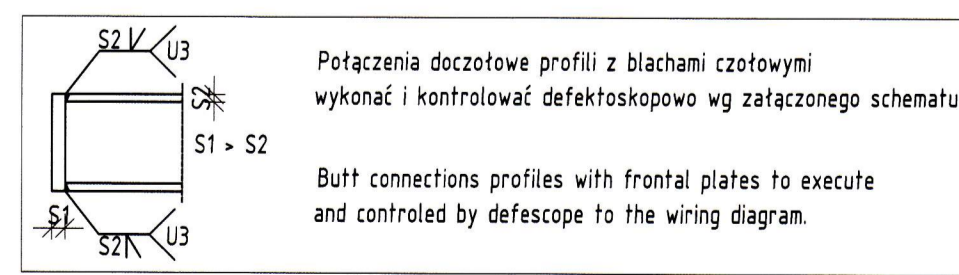 S2 U3
Połączenia doczołowe profili z blachami czołowymi
S2
wykonać i kontrolować defektoskopowo wg załączonego schematu
S1 > S2
Butt connections profiles with frontal plates to execute
S1
and controled by defescope to the wiring diagram.
S2 U3